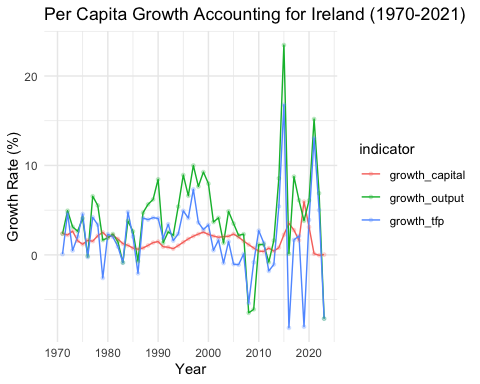 Per Capita Growth Accounting for Ireland (1970-2021)
Growth Rate (%)
20
10
0
1970 1980 1990 2000 2010 2020
Year
indicator
growth_capital
growth_output
growth_tfp